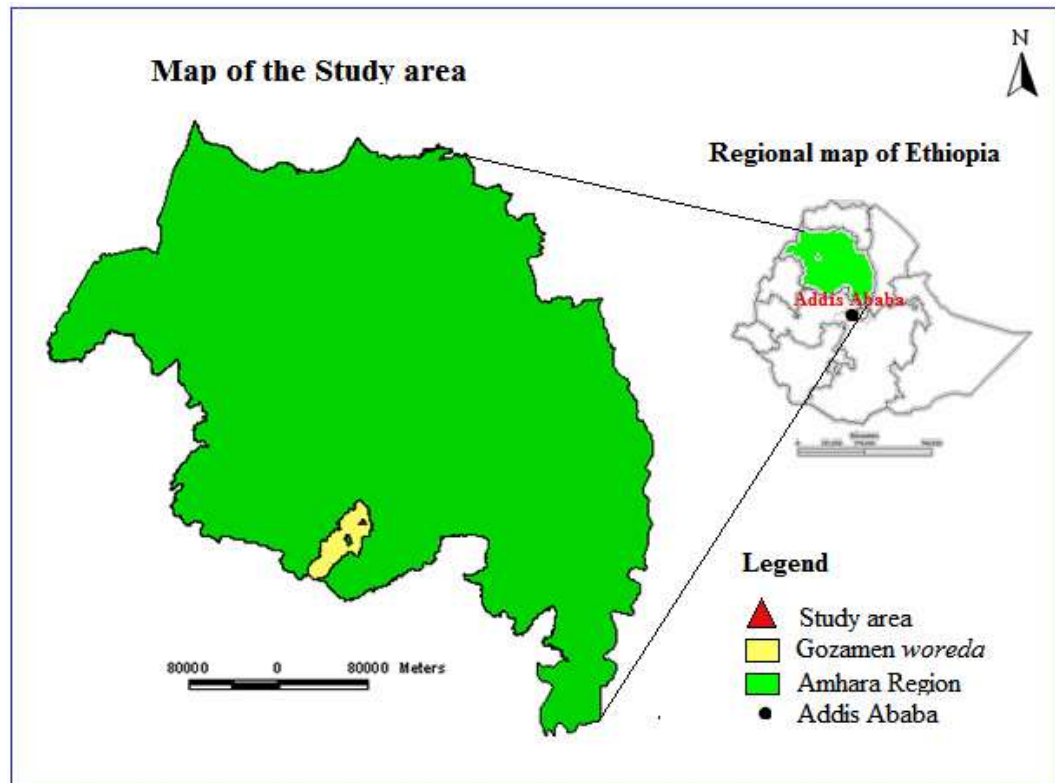 N
Map of the Study area
Regional map of Ethiopia
Addis Ababa
Legend
Study area
Gozamen woreda
Amhara Region
Addis Ababa
80000 0 80000 Meters